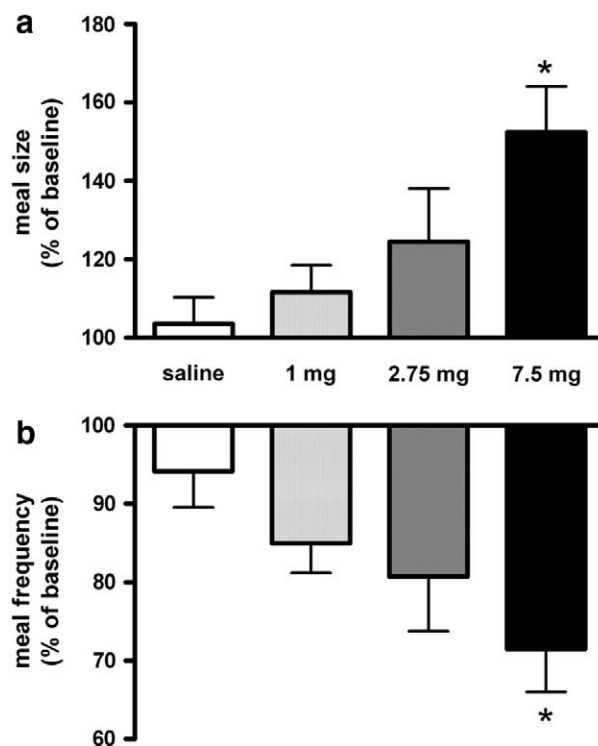 a
meal size
(% of baseline)
180
160
140
120
100
*
saline 1 mg 2.75 mg 7.5 mg
b
meal frequency
(% of baseline)
100
90
80
70
60
*